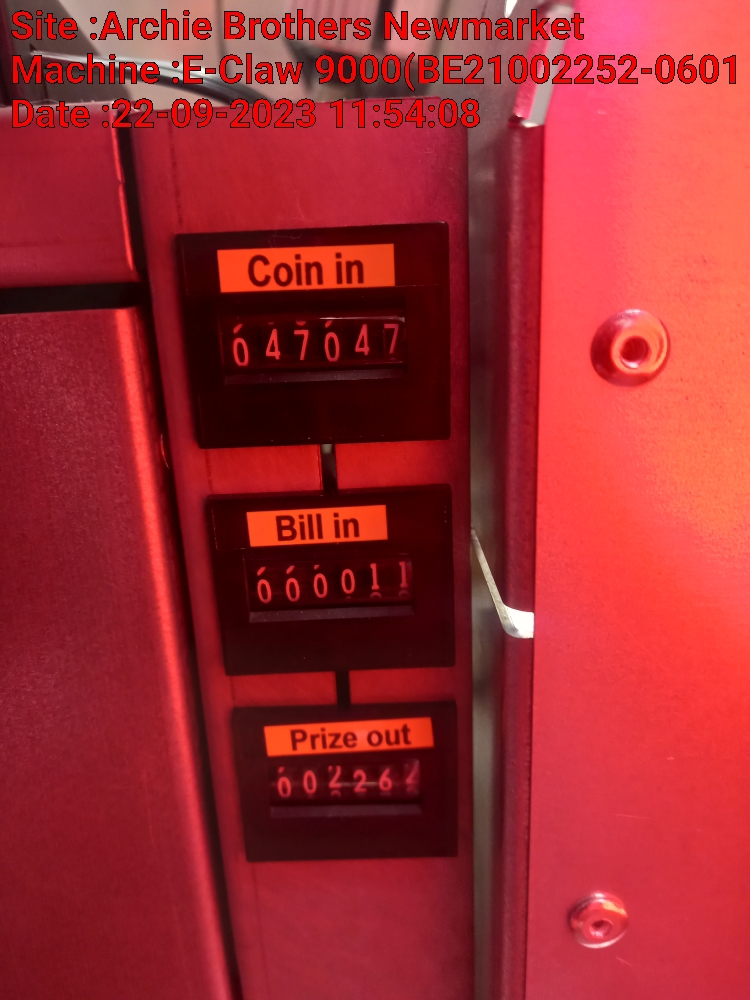 Site :Archie Brothers Newmarket
Machine :E-Claw 9000(BE21002252-0601
Date :22-09-2023 11:54:08
Coin in
047047
Bill in
000011
Prize out
002262